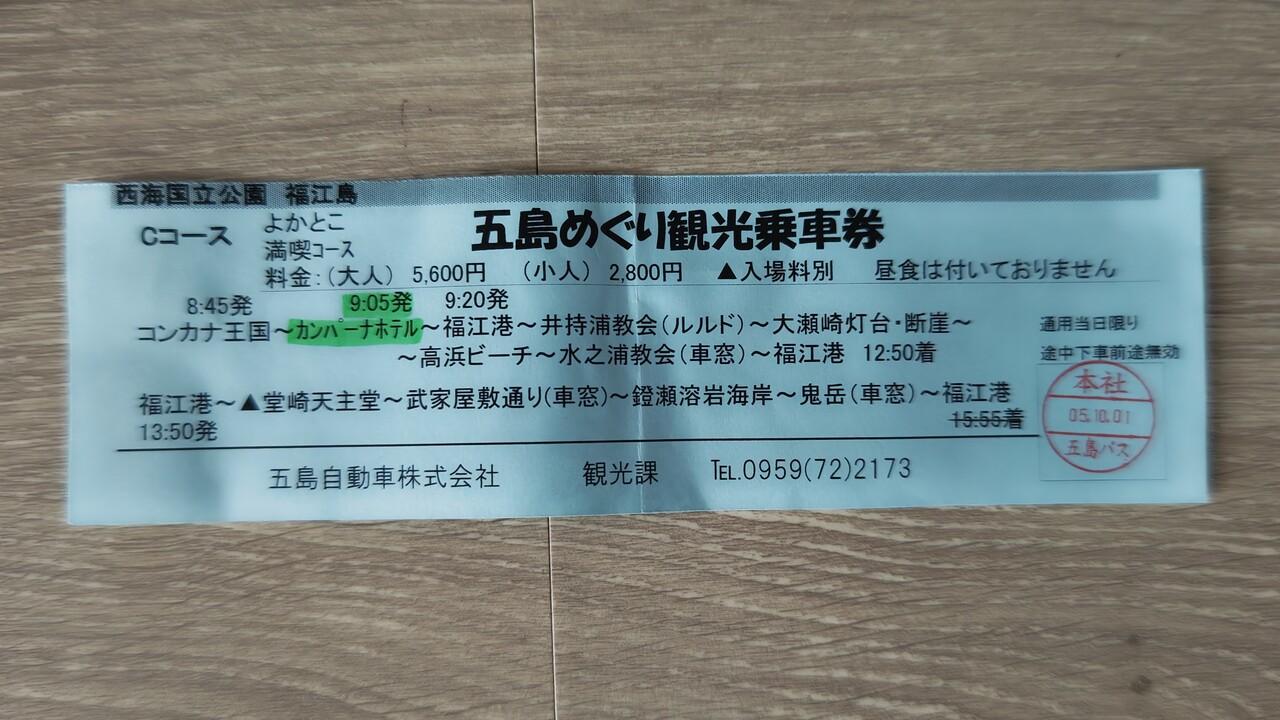 西海国立公園 福江島
Cコース
よかとこ
満喫コース
五島めぐり観光乗車券
料金:(大人) 5,600円 (小人) 2,800円 ▲入場料別 昼食は付いておりません
8:45発 9:05発 9:20発
コンカナ王国~カンパーナホテル~福江港~井持浦教会(ルルド)~大瀬崎灯台・断崖~
~高浜ビーチ~水之浦教会(車窓)~福江港 12:50着
通用当日限り
途中下車前途無効
福江港~▲堂崎天主堂~武家屋敷通り(車窓)~鐙瀬溶岩海岸~鬼岳(車窓)~福江港
13:50発 15:55着
本社
05.10.01
五島バス
五島自動車株式会社 観光課 TEL.0959(72)2173